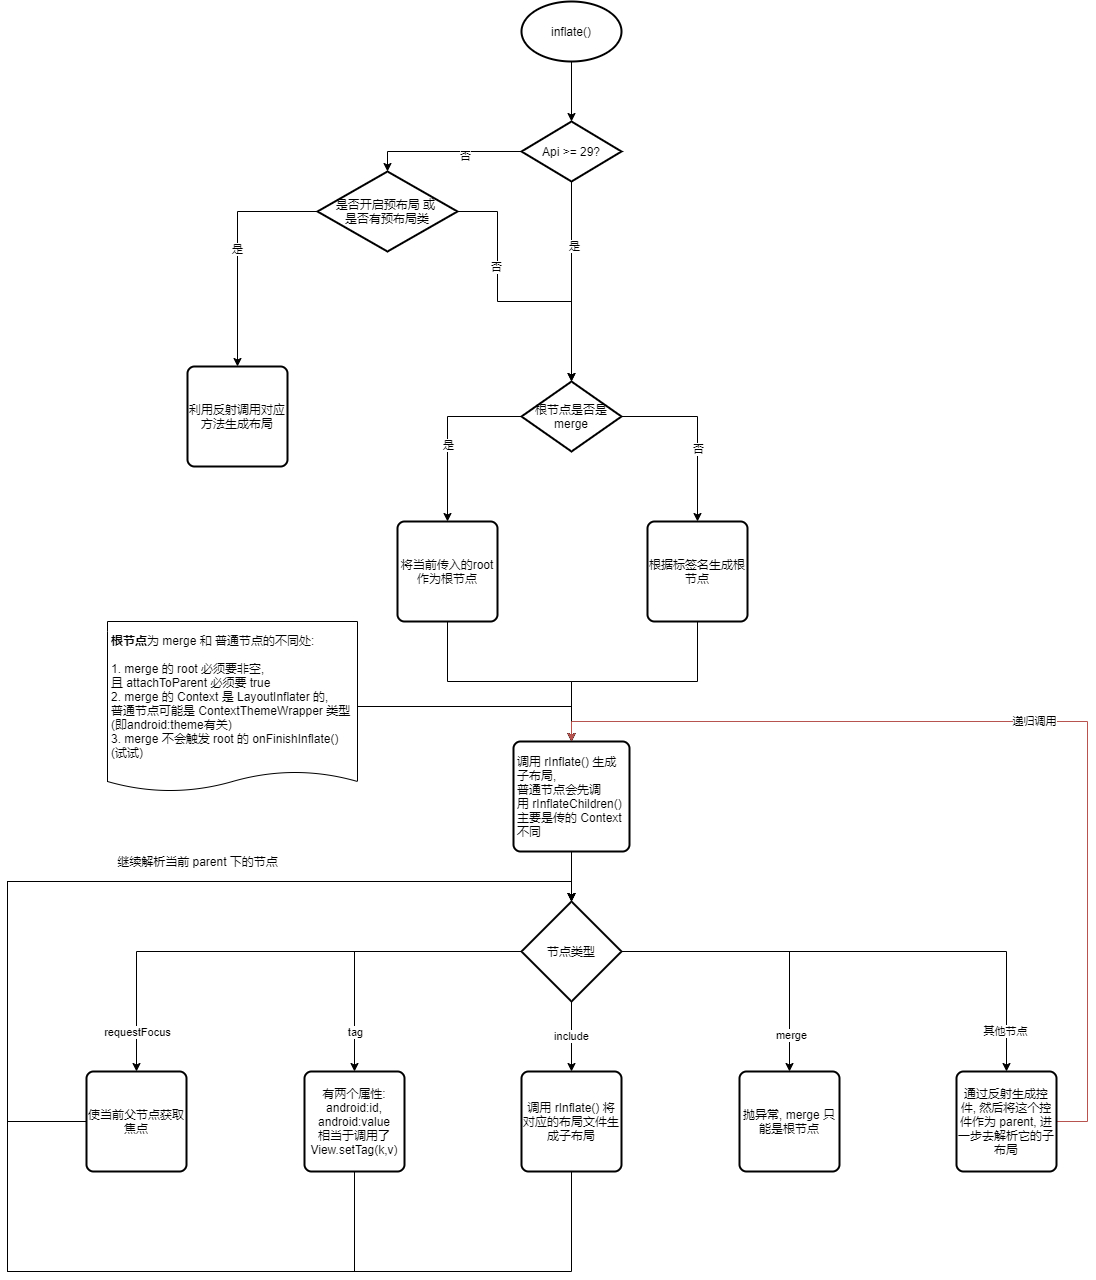 inflate()
Api >= 29?
否
是否开启预布局 或
是否有预布局类
是
是
否
利用反射调用对应
方法生成布局
根节点是否是
merge
是
否
将当前传入的root
作为根节点
根据标签名生成根
节点
根节点为 merge 和 普通节点的不同处:
1. merge 的 root 必须要非空,
且 attachToParent 必须要 true
2. merge 的 Context 是 LayoutInflater 的,
普通节点可能是 ContextThemeWrapper 类型
(即android:theme有关)
3. merge 不会触发 root 的 onFinishInflate()
(试试)
递归调用
调用 rInflate() 生成
子布局,
普通节点会先调
用 rInflateChildren()
主要是传的 Context
不同
继续解析当前 parent 下的节点
节点类型
requestFocus
tag
include
merge
其他节点
使当前父节点获取
焦点
有两个属性:
android:id,
android:value
相当于调用了
View.setTag(k,v)
调用 rInflate() 将
对应的布局文件生
成子布局
抛异常, merge 只
能是根节点
通过反射生成控
件, 然后将这个控
件作为 parent, 进
一步去解析它的子
布局